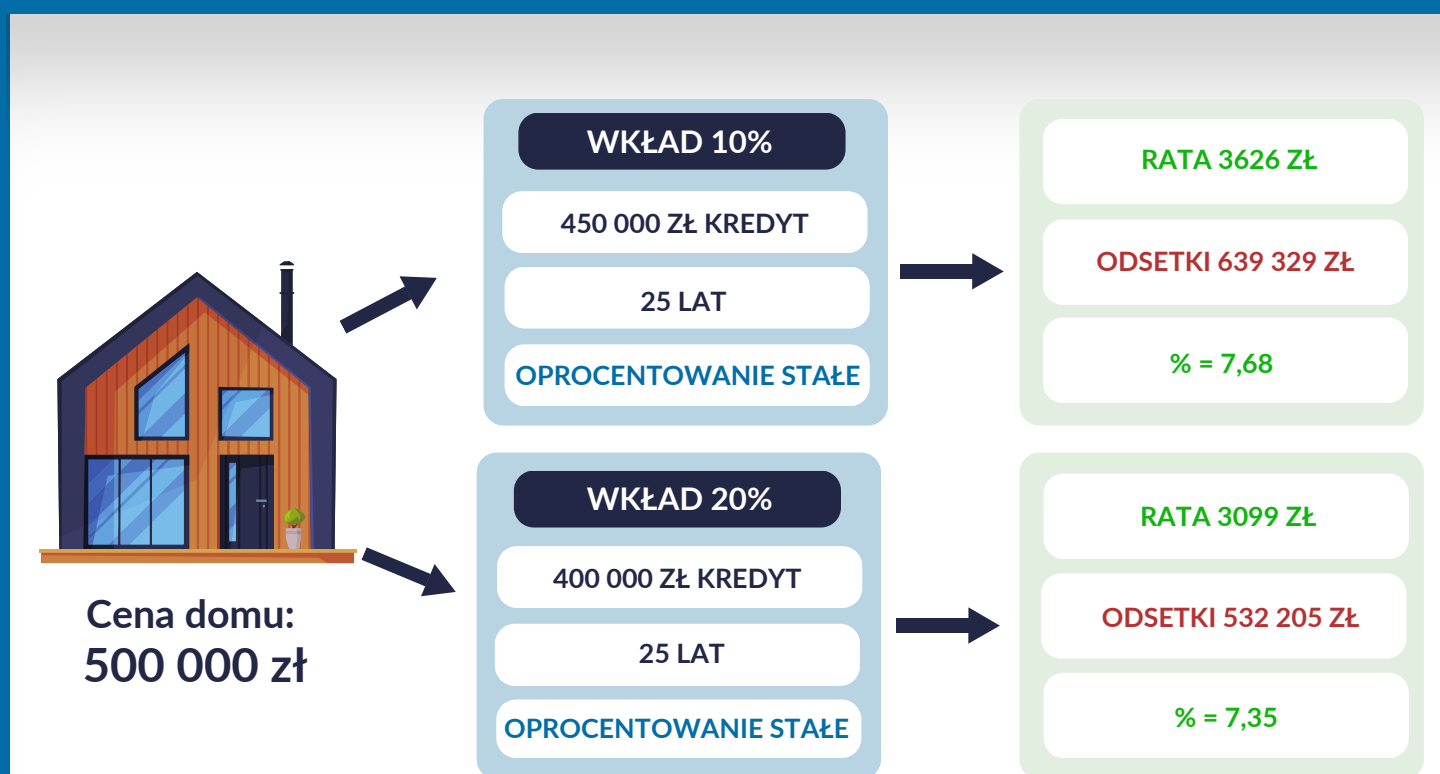 Cena domu:
500 000 zł
WKŁAD 10%
450 000 ZŁ KREDYT
25 LAT
OPROCENTOWANIE STAŁE
RATA 3626 ZŁ
ODSETKI 639 329 ZŁ
% = 7,68
WKŁAD 20%
400 000 ZŁ KREDYT
25 LAT
OPROCENTOWANIE STAŁE
RATA 3099 ZŁ
ODSETKI 532 205 ZŁ
% = 7,35